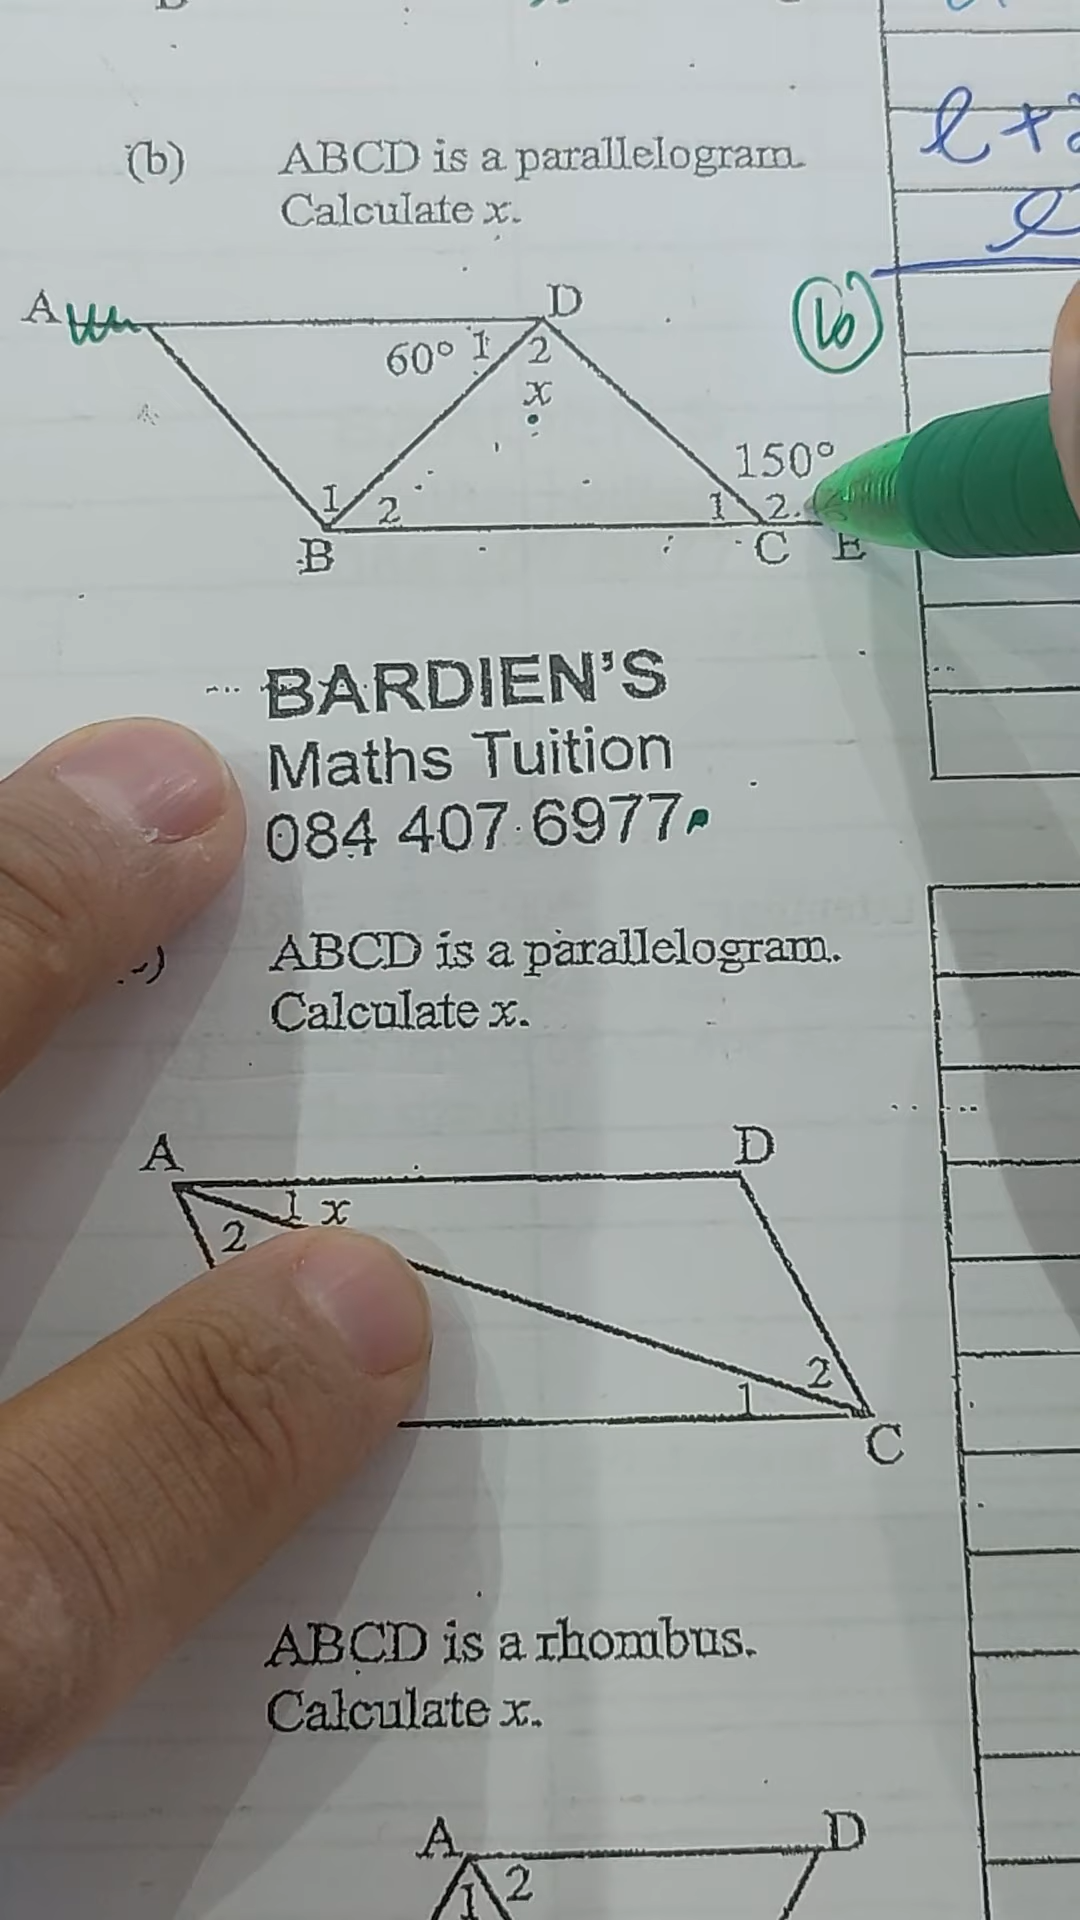 (b) ABCD is a parallelogram.
Calculate x.
A D
60° 1 2
x
150°
1 2 1 2
B C E
(b)
l +
BARDIEN'S
Maths Tuition
084 407 6977
ABCD is a parallelogram.
Calculate x.
A D
1 x
2
2
1
C
ABCD is a rhombus.
Calculate x.
A D
1 2